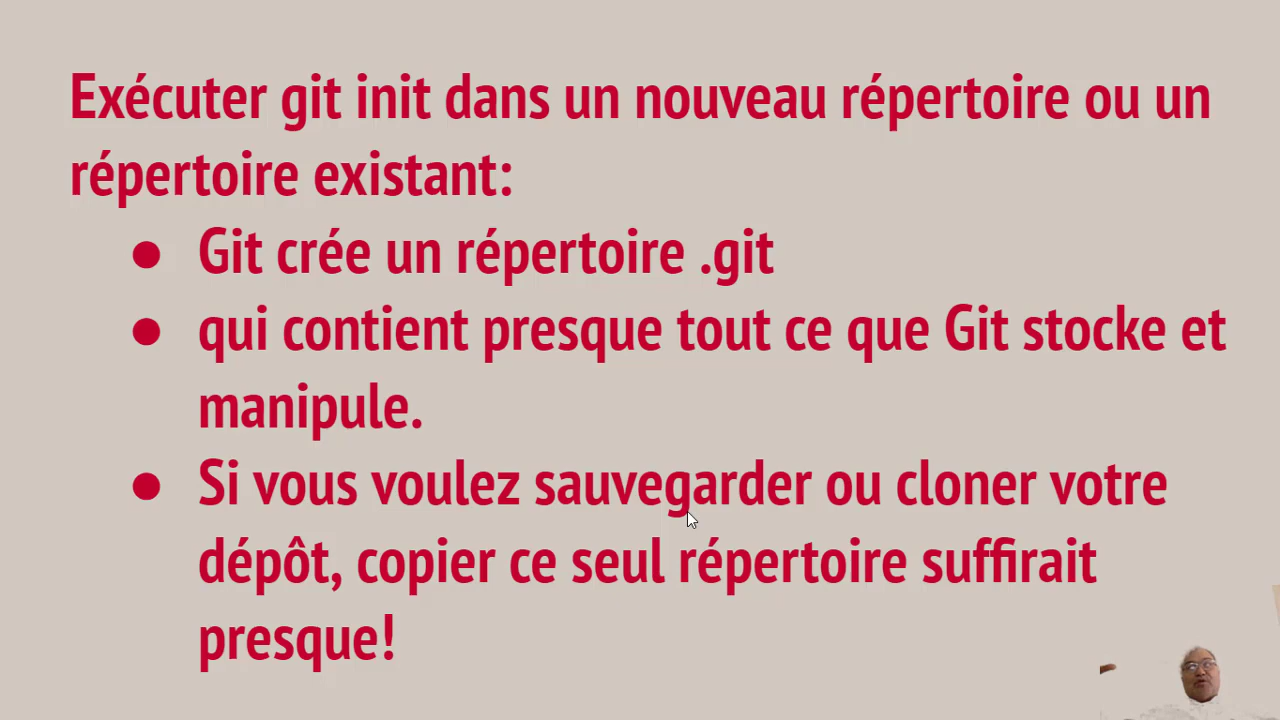 Exécuter git init dans un nouveau répertoire ou un
répertoire existant:
● Git crée un répertoire .git
● qui contient presque tout ce que Git stocke et
manipule.
● Si vous voulez sauvegarder ou cloner votre
dépôt, copier ce seul répertoire suffirait
presque!